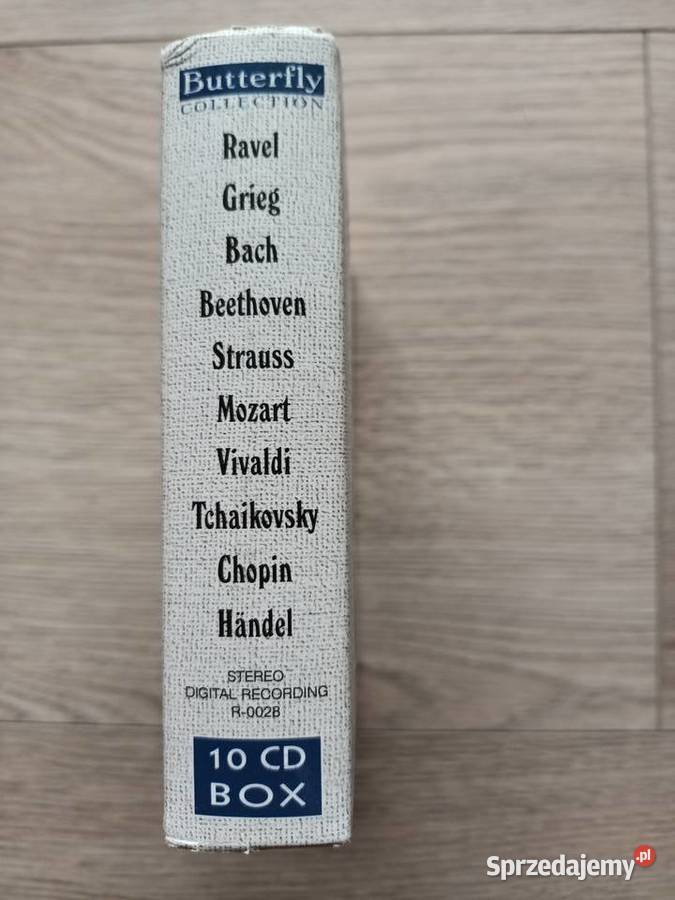 Butterfly
COLLECTION
Ravel
Grieg
Bach
Beethoven
Strauss
Mozart
Vivaldi
Tchaikovsky
Chopin
Händel
STEREO
DIGITAL RECORDING
R-002B
10 CD
BOX
Sprzedajemy.pl